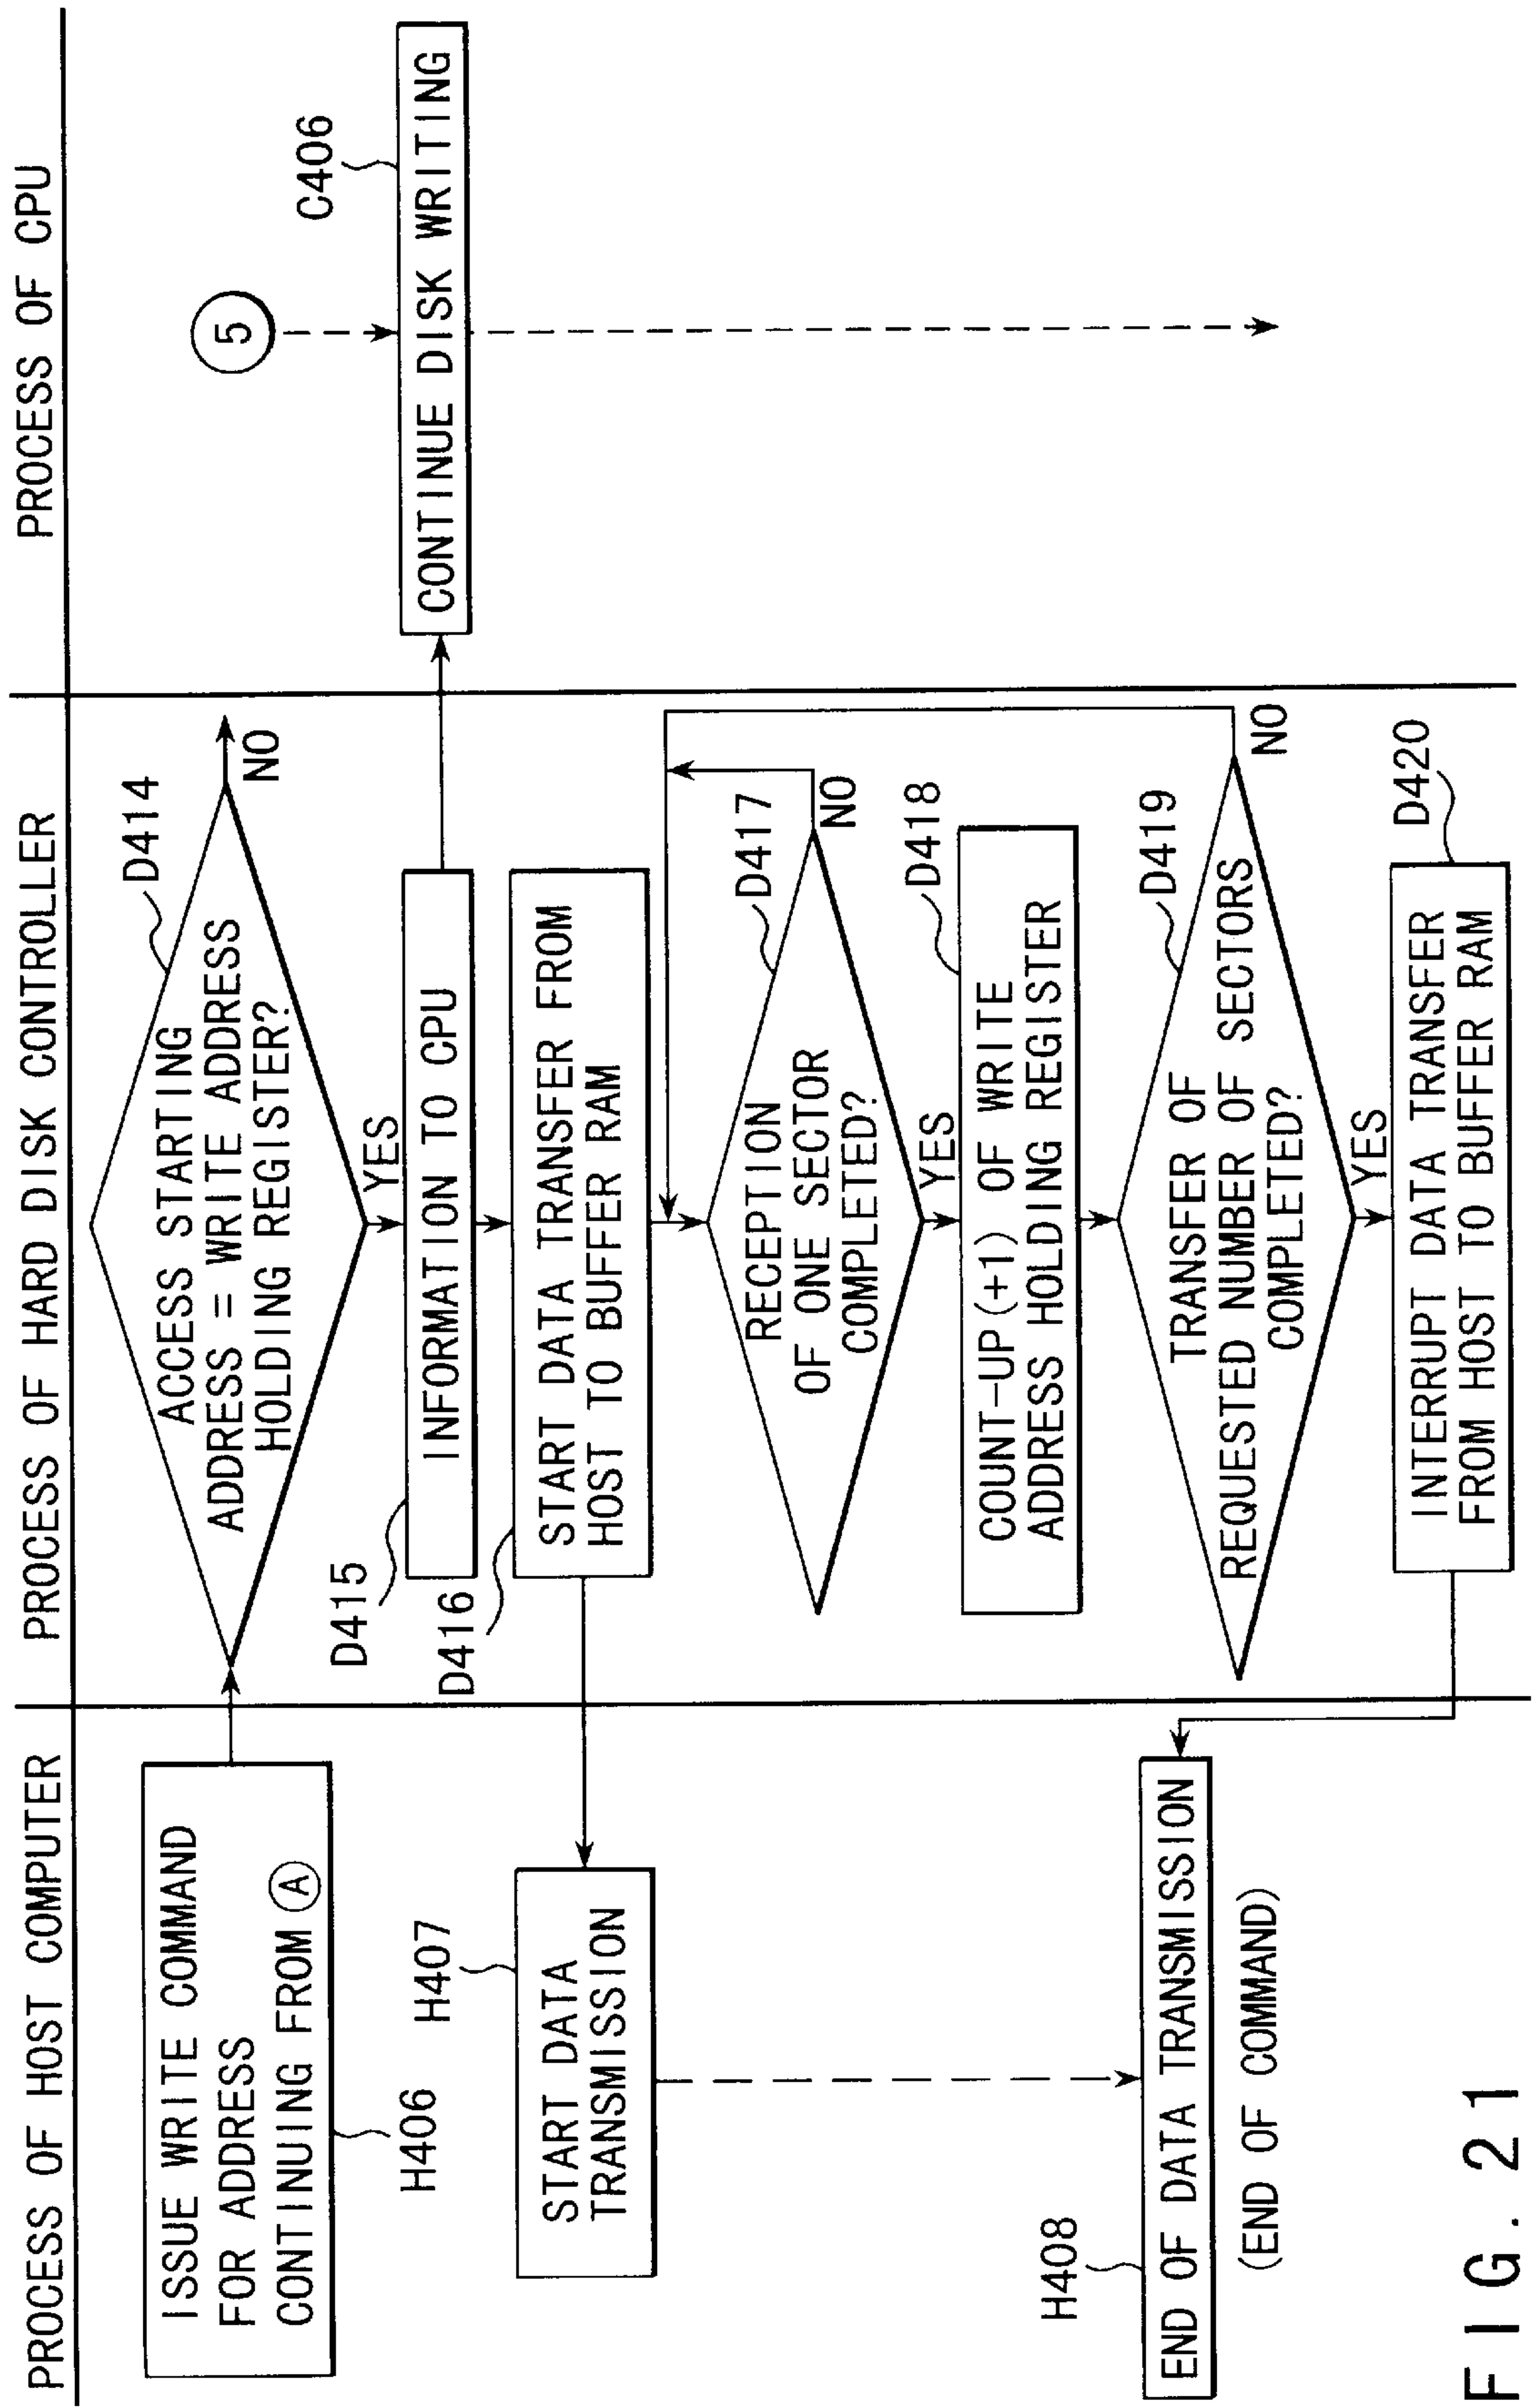 PROCESS OF HOST COMPUTER
PROCESS OF HARD DISK CONTROLLER
PROCESS OF CPU
ISSUE WRITE COMMAND
FOR ADDRESS
CONTINUING FROM Ⓐ
H406
ACCESS STARTING
ADDRESS = WRITE ADDRESS
HOLDING REGISTER?
D414
NO
YES
5
D415
INFORMATION TO CPU
C406
CONTINUE DISK WRITING
D416
START DATA TRANSFER FROM
HOST TO BUFFER RAM
H407
START DATA
TRANSMISSION
RECEPTION
OF ONE SECTOR
COMPLETED?
D417
NO
YES
D418
COUNT-UP (+1) OF WRITE
ADDRESS HOLDING REGISTER
D419
TRANSFER OF
REQUESTED NUMBER OF SECTORS
COMPLETED?
NO
YES
H408
END OF DATA TRANSMISSION
(END OF COMMAND)
D420
INTERRUPT DATA TRANSFER
FROM HOST TO BUFFER RAM
FIG. 21